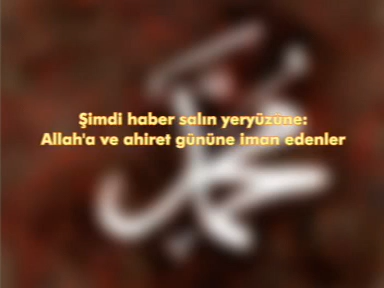 Şimdi haber salın yeryüzüne:
Allah'a ve ahiret gününe iman edenler